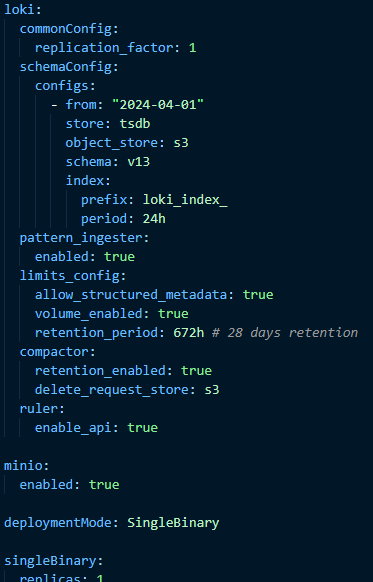 loki:
  commonConfig:
    replication_factor: 1
  schemaConfig:
    configs:
      - from: "2024-04-01"
        store: tsdb
        object_store: s3
        schema: v13
        index:
          prefix: loki_index_
          period: 24h
  pattern_ingester:
    enabled: true
  limits_config:
    allow_structured_metadata: true
    volume_enabled: true
    retention_period: 672h # 28 days retention
  compactor:
    retention_enabled: true
    delete_request_store: s3
  ruler:
    enable_api: true

minio:
  enabled: true

deploymentMode: SingleBinary

singleBinary:
  replicas: 1